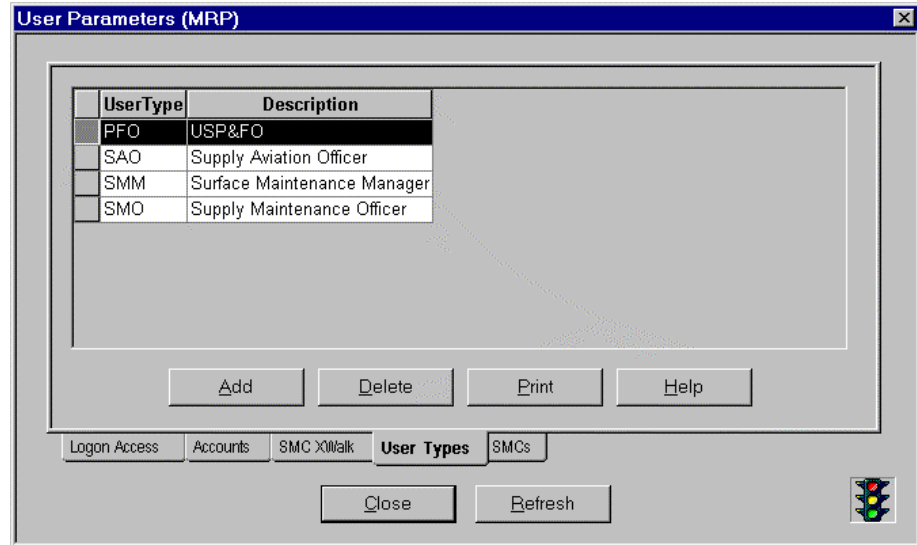 User Parameters (MRP)
UserType Description
PFO USP&FO
SAO Supply Aviation Officer
SMM Surface Maintenance Manager
SMO Supply Maintenance Officer
Add Delete Print Help
Logon Access Accounts SMC XWalk User Types SMCs
Close Refresh